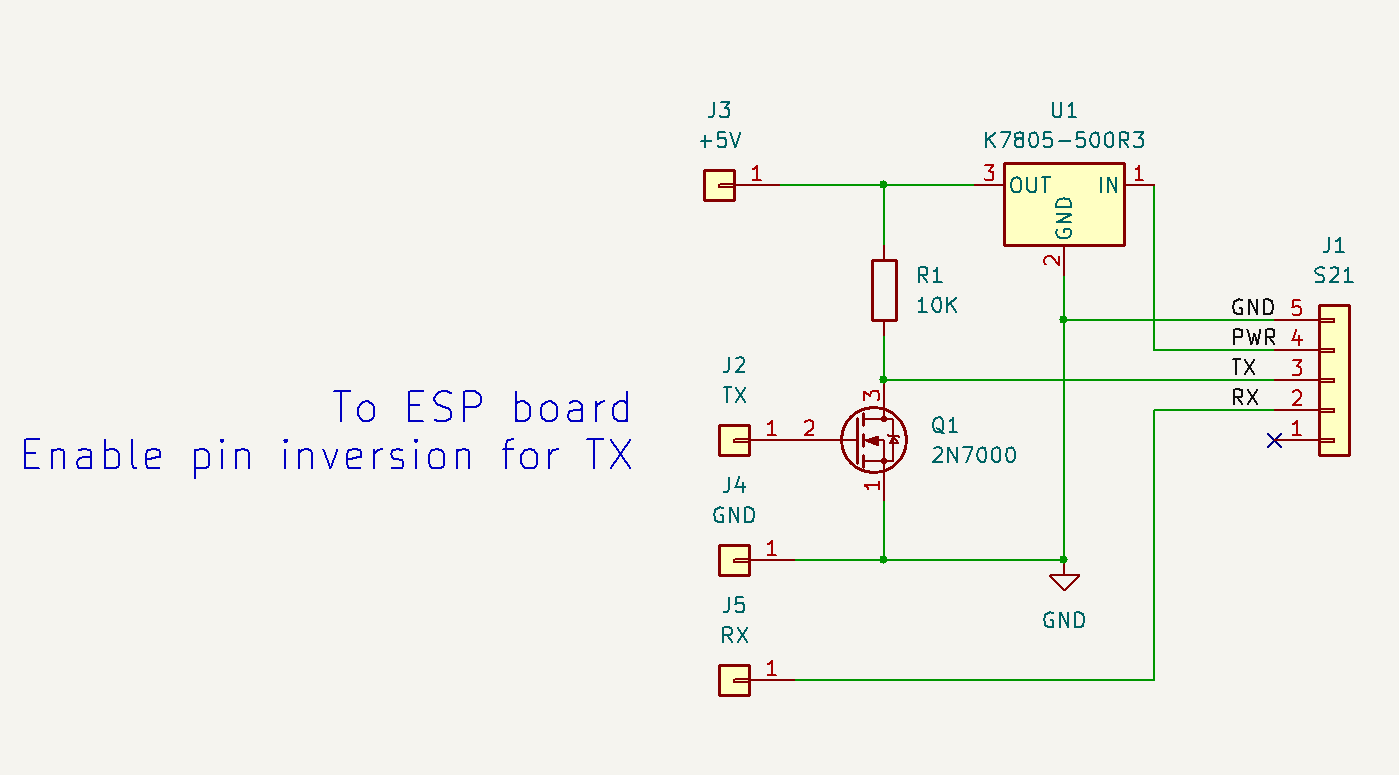 J3
+5V
1
U1
K7805-500R3
3
OUT
IN
1
GND
2
R1
10K
J1
S21
GND
5
PWR
4
TX
3
RX
2
1
To ESP board
Enable pin inversion for TX
J2
TX
1
2
3
Q1
2N7000
1
J4
GND
1
J5
RX
1
GND